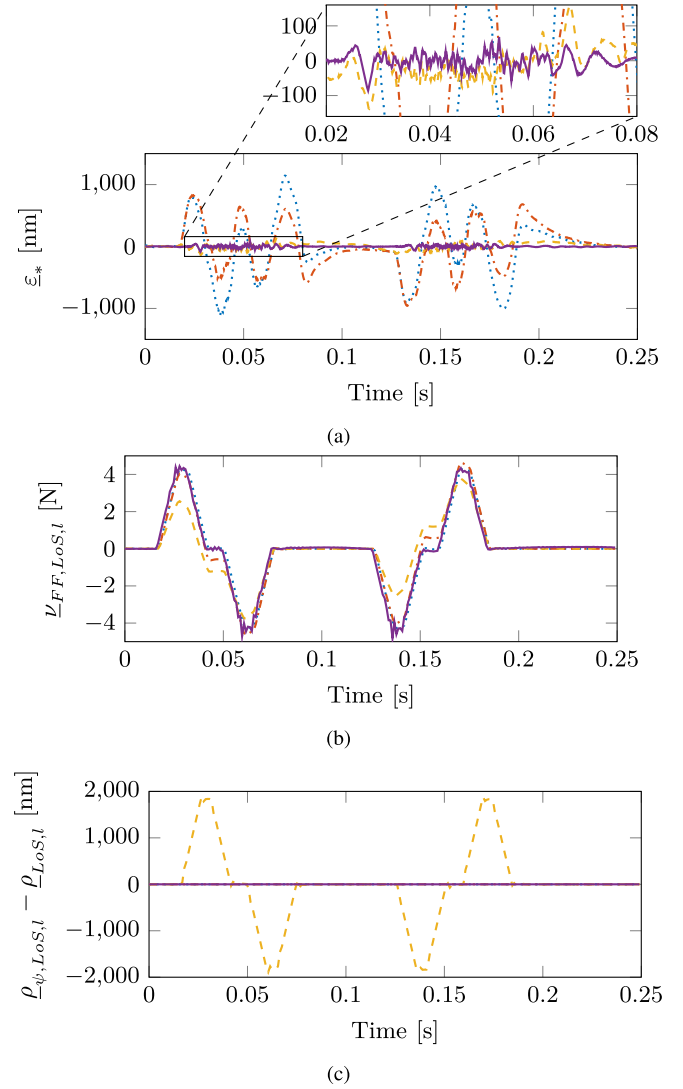 100
0
−100
0.02 0.04 0.06 0.08
1,000
0
−1,000
ε* [nm]
0 0.05 0.1 0.15 0.2 0.25
Time [s]
(a)
4
2
0
−2
−4
ν_FF,LoS,l [N]
0 0.05 0.1 0.15 0.2 0.25
Time [s]
(b)
2,000
1,000
0
−1,000
−2,000
ρ_ψ,LoS,l − ρ_LoS,l [nm]
0 0.05 0.1 0.15 0.2 0.25
Time [s]
(c)